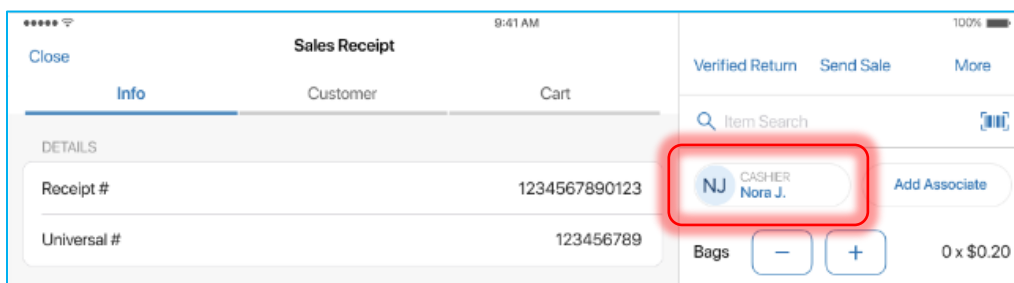 9:41 AM
100%
Close
Sales Receipt
Verified Return Send Sale More
Info Customer Cart
Item Search
DETAILS
Receipt # 1234567890123
NJ CASHIER
Nora J.
Add Associate
Universal # 123456789
Bags − + 0 x $0.20